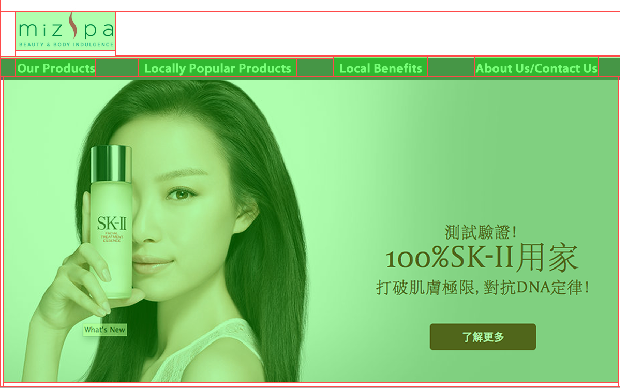 mizspa
BEAUTY & BODY INDULGENCE
Our Products
Locally Popular Products
Local Benefits
About Us/Contact Us
SK-II
FACIAL
TREATMENT
ESSENCE
測試驗證!
100%SK-II用家
打破肌膚極限, 對抗DNA定律!
What's New
了解更多